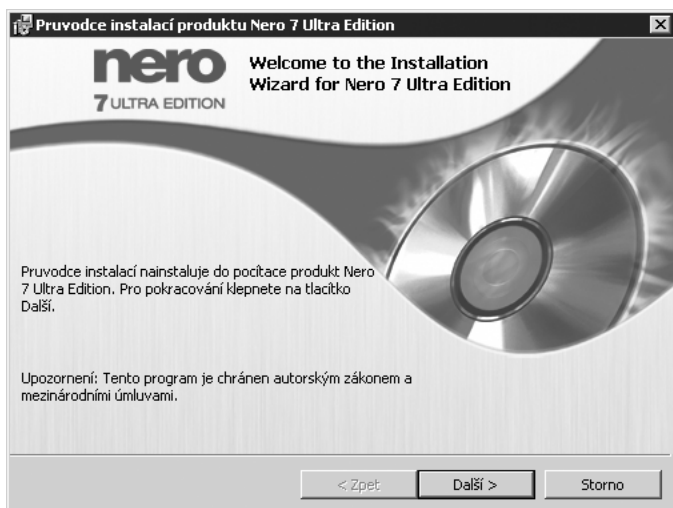 Pruvodce instalací produktu Nero 7 Ultra Edition
nero
7 ULTRA EDITION
Welcome to the Installation
Wizard for Nero 7 Ultra Edition
Pruvodce instalací nainstaluje do pocítace produkt Nero
7 Ultra Edition. Pro pokracování klepnete na tlacítko
Další.
Upozornení: Tento program je chránen autorským zákonem a
mezinárodními úmluvami.
< Zpet
Další >
Storno